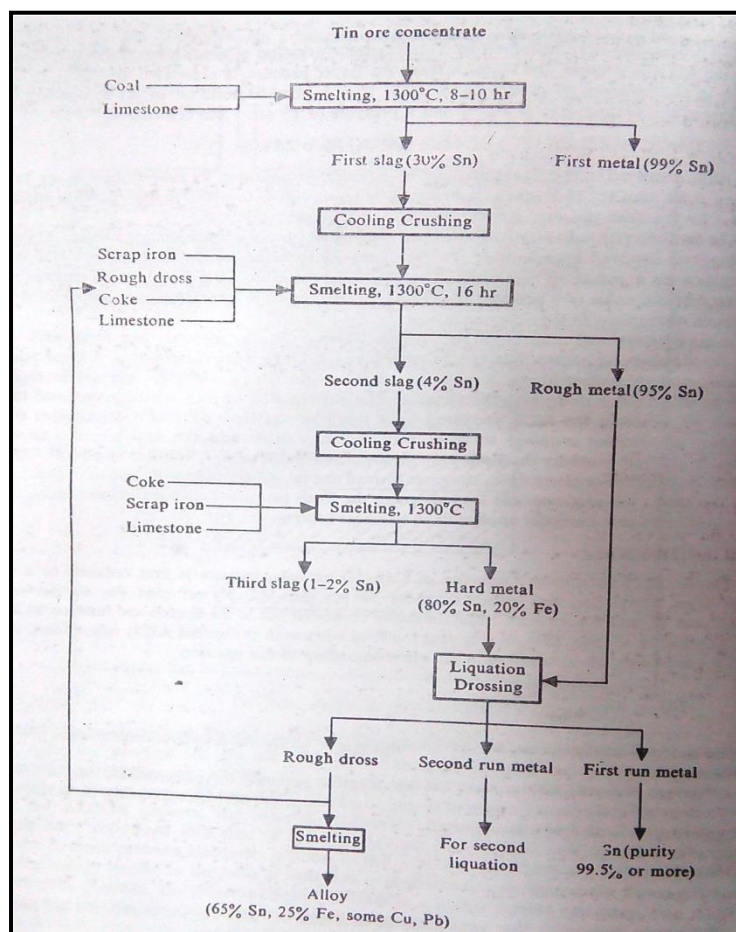 Tin ore concentrate
Coal
Limestone
Smelting, 1300°C, 8–10 hr
First slag (30% Sn)
First metal (99% Sn)
Cooling Crushing
Scrap iron
Rough dross
Coke
Limestone
Smelting, 1300°C, 16 hr
Second slag (4% Sn)
Rough metal (95% Sn)
Cooling Crushing
Coke
Scrap iron
Limestone
Smelting, 1300°C
Third slag (1–2% Sn)
Hard metal
(80% Sn, 20% Fe)
Liquation
Drossing
Rough dross
Second run metal
First run metal
Smelting
For second
liquation
Sn (purity
99.5% or more)
Alloy
(65% Sn, 25% Fe, some Cu, Pb)